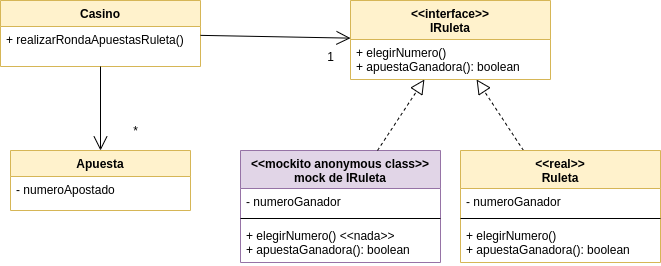 Casino
+ realizarRondaApuestasRuleta()
1
<<interface>>
IRuleta
+ elegirNumero()
+ apuestaGanadora(): boolean
*
Apuesta
- numeroApostado
<<mockito anonymous class>>
mock de IRuleta
- numeroGanador
+ elegirNumero() <<nada>>
+ apuestaGanadora(): boolean
<<real>>
Ruleta
- numeroGanador
+ elegirNumero()
+ apuestaGanadora(): boolean